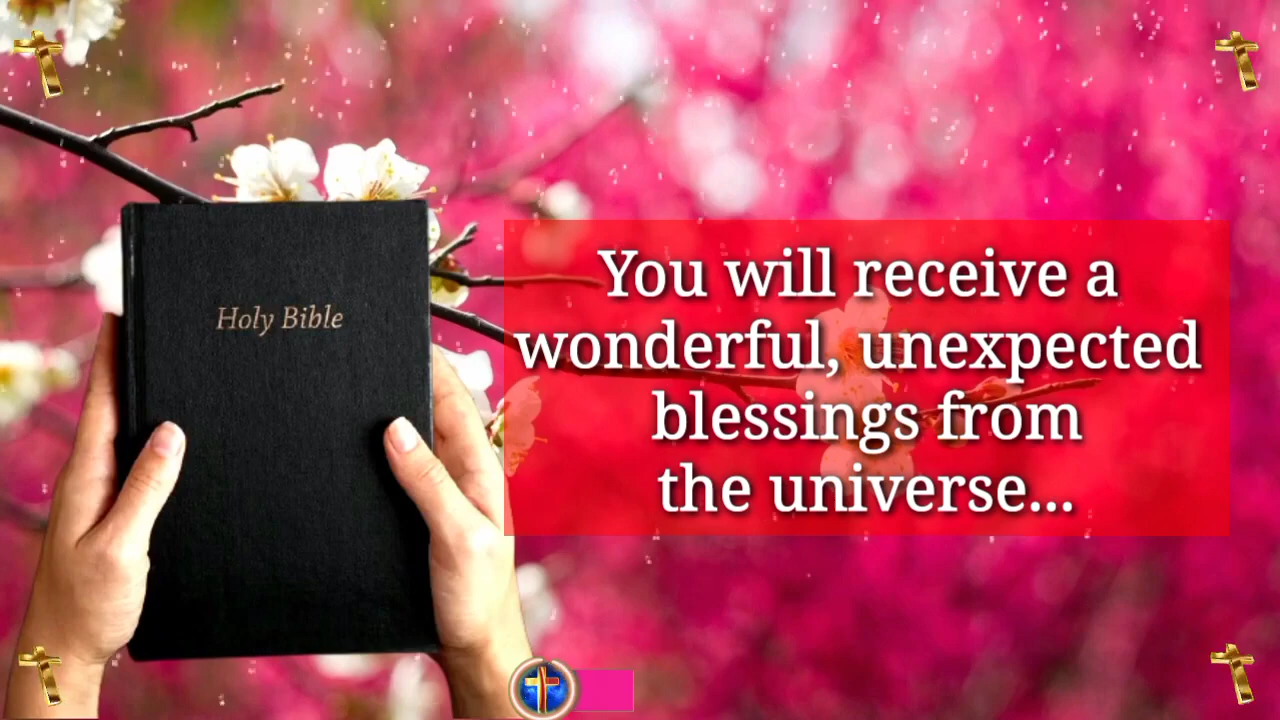 Holy Bible
You will receive a
wonderful, unexpected
blessings from
the universe...